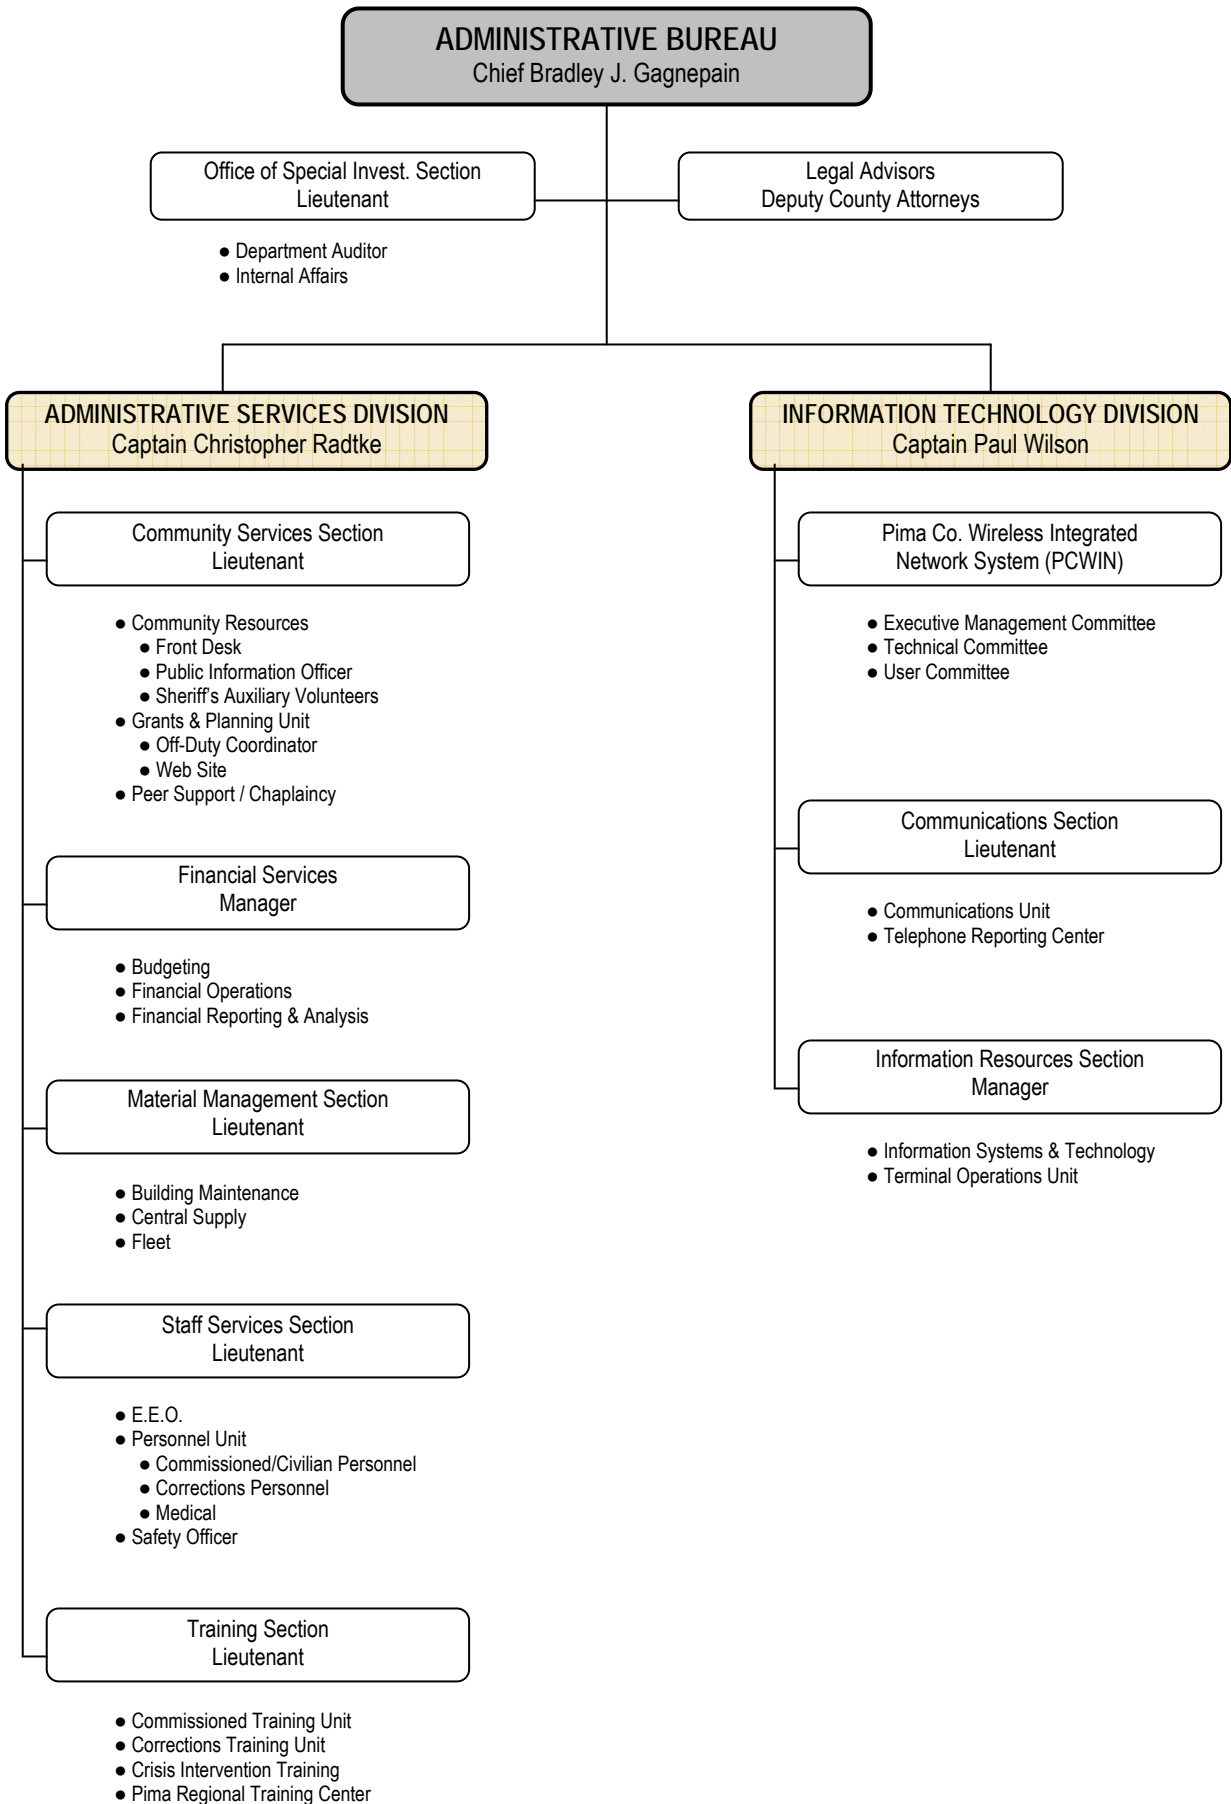 ADMINISTRATIVE BUREAU
Chief Bradley J. Gagnepain
Office of Special Invest. Section
Lieutenant
● Department Auditor
● Internal Affairs
Legal Advisors
Deputy County Attorneys
ADMINISTRATIVE SERVICES DIVISION
Captain Christopher Radtke
Community Services Section
Lieutenant
● Community Resources
● Front Desk
● Public Information Officer
● Sheriff's Auxiliary Volunteers
● Grants & Planning Unit
● Off-Duty Coordinator
● Web Site
● Peer Support / Chaplaincy
Financial Services
Manager
● Budgeting
● Financial Operations
● Financial Reporting & Analysis
Material Management Section
Lieutenant
● Building Maintenance
● Central Supply
● Fleet
Staff Services Section
Lieutenant
● E.E.O.
● Personnel Unit
● Commissioned/Civilian Personnel
● Corrections Personnel
● Medical
● Safety Officer
Training Section
Lieutenant
● Commissioned Training Unit
● Corrections Training Unit
● Crisis Intervention Training
● Pima Regional Training Center
INFORMATION TECHNOLOGY DIVISION
Captain Paul Wilson
Pima Co. Wireless Integrated
Network System (PCWIN)
● Executive Management Committee
● Technical Committee
● User Committee
Communications Section
Lieutenant
● Communications Unit
● Telephone Reporting Center
Information Resources Section
Manager
● Information Systems & Technology
● Terminal Operations Unit